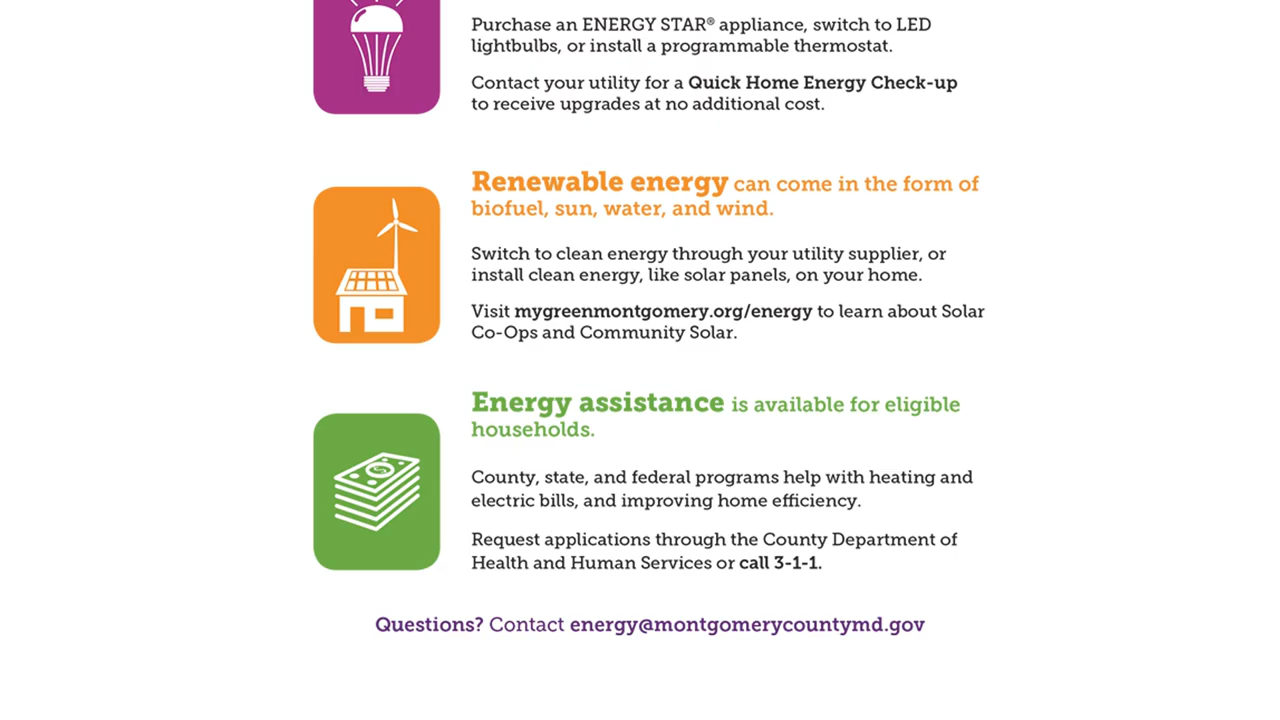 Purchase an ENERGY STAR® appliance, switch to LED
lightbulbs, or install a programmable thermostat.
Contact your utility for a Quick Home Energy Check-up
to receive upgrades at no additional cost.
Renewable energy can come in the form of
biofuel, sun, water, and wind.
Switch to clean energy through your utility supplier, or
install clean energy, like solar panels, on your home.
Visit mygreenmontgomery.org/energy to learn about Solar
Co-Ops and Community Solar.
Energy assistance is available for eligible
households.
County, state, and federal programs help with heating and
electric bills, and improving home efficiency.
Request applications through the County Department of
Health and Human Services or call 3-1-1.
Questions? Contact energy@montgomerycountymd.gov